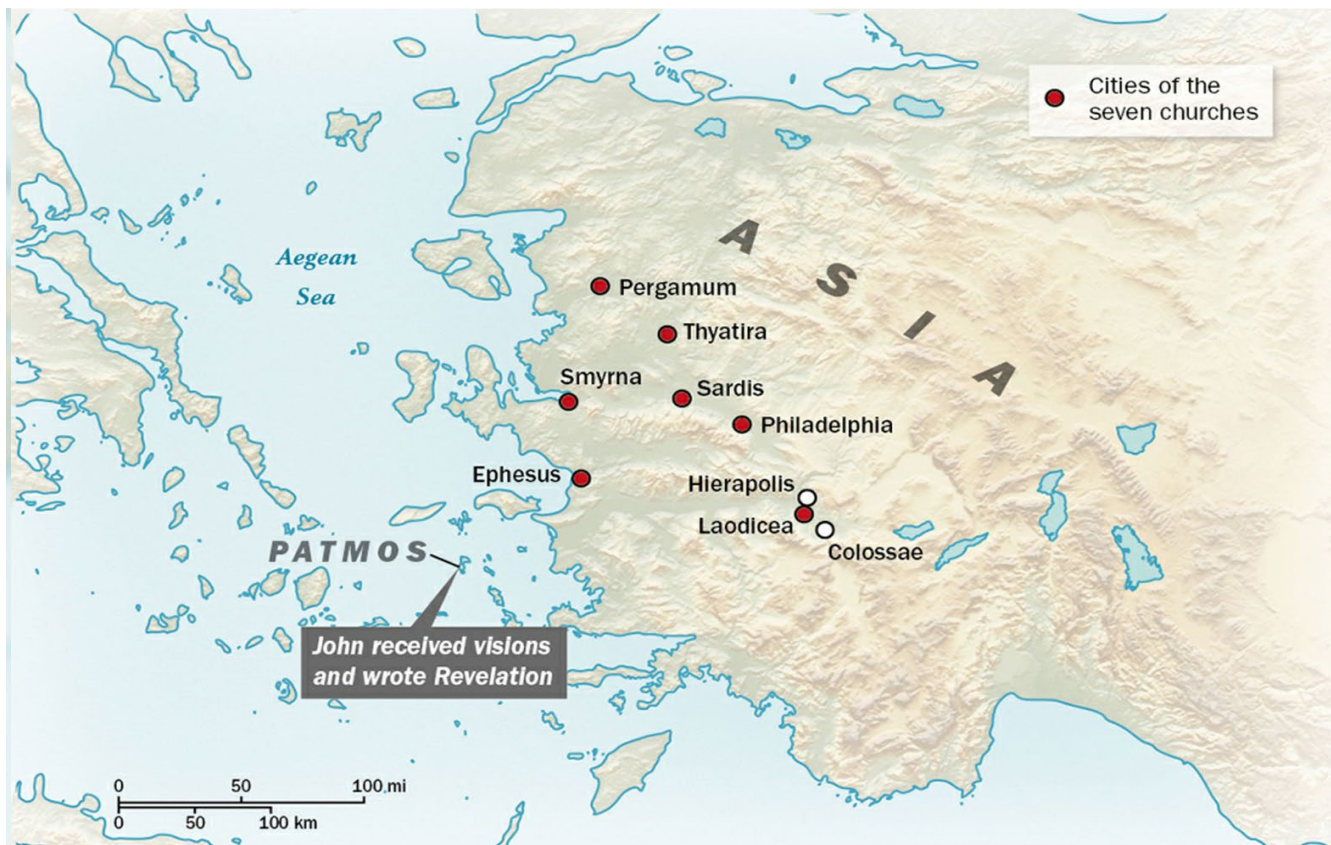 Cities of the
seven churches
A S I A
Aegean
Sea
Pergamum
Thyatira
Smyrna
Sardis
Philadelphia
Ephesus
Hierapolis
Laodicea
Colossae
PATMOS
John received visions
and wrote Revelation
0 50 100 mi
0 50 100 km